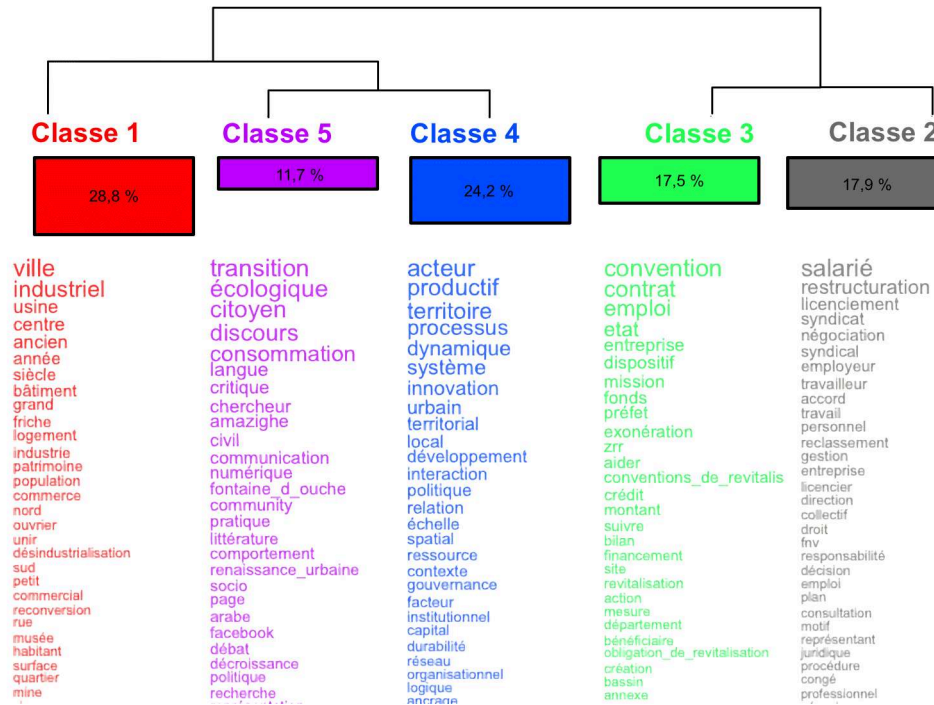 Classe 1
Classe 5
Classe 4
Classe 3
Classe 2
28,8 %
11,7 %
24,2 %
17,5 %
17,9 %
ville
industriel
usine
centre
ancien
année
siècle
bâtiment
grand
friche
logement
industrie
patrimoine
population
commerce
nord
ouvrier
unir
désindustrialisation
sud
petit
commercial
reconversion
rue
musée
habitant
surface
quartier
mine
transition
écologique
citoyen
discours
consommation
langue
critique
chercheur
amazighe
civil
communication
numérique
fontaine_d_ouche
community
pratique
littérature
comportement
renaissance_urbaine
socio
page
arabe
facebook
débat
décroissance
politique
recherche
acteur
productif
territoire
processus
dynamique
système
innovation
urbain
territorial
local
développement
interaction
politique
relation
échelle
spatial
ressource
contexte
gouvernance
facteur
institutionnel
capital
durabilité
réseau
organisationnel
logique
ancrage
convention
contrat
emploi
etat
entreprise
dispositif
mission
fonds
préfet
exonération
zrr
aider
conventions_de_revitalis
crédit
montant
suivre
bilan
financement
site
revitalisation
action
mesure
département
bénéficiaire
obligation_de_revitalisation
création
bassin
annexe
salarié
restructuration
licenciement
syndicat
négociation
syndical
employeur
travailleur
accord
travail
personnel
reclassement
gestion
entreprise
licencier
direction
collectif
droit
fnv
responsabilité
décision
emploi
plan
consultation
motif
représentant
juridique
procédure
congé
professionnel